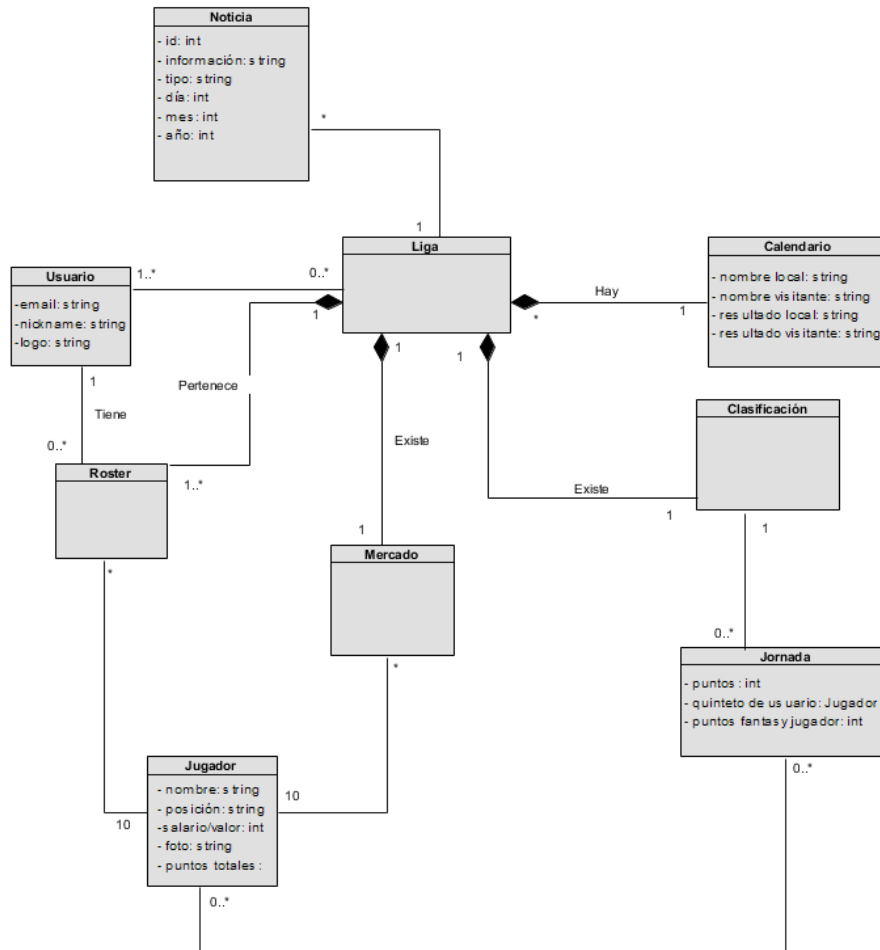 Noticia
- id: int
- información: string
- tipo: string
- día: int
- mes: int
- año: int
*
1
Liga
Usuario
-email: string
-nickname: string
-logo: string
1..*
0..*
1
Pertenece
1..*
Calendario
- nombre local: string
- nombre visitante: string
- resultado local: string
- resultado visitante: string
Hay
*
1
1
Tiene
0..*
Roster
1
Existe
1
Mercado
1
Existe
1
Clasificación
1
0..*
Jornada
- puntos : int
- quinteto de usuario: Jugador
- puntos fantasy jugador: int
0..*
*
10
*
10
Jugador
- nombre: string
- posición: string
-salario/valor: int
- foto: string
- puntos totales :
0..*